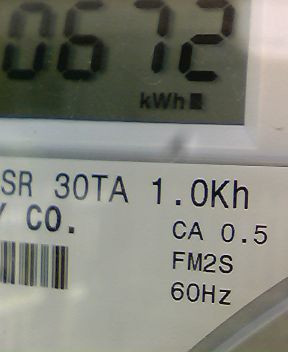 0672
kWh
SR 30TA 1.0Kh
Y CO.
CA 0.5
FM2S
60Hz